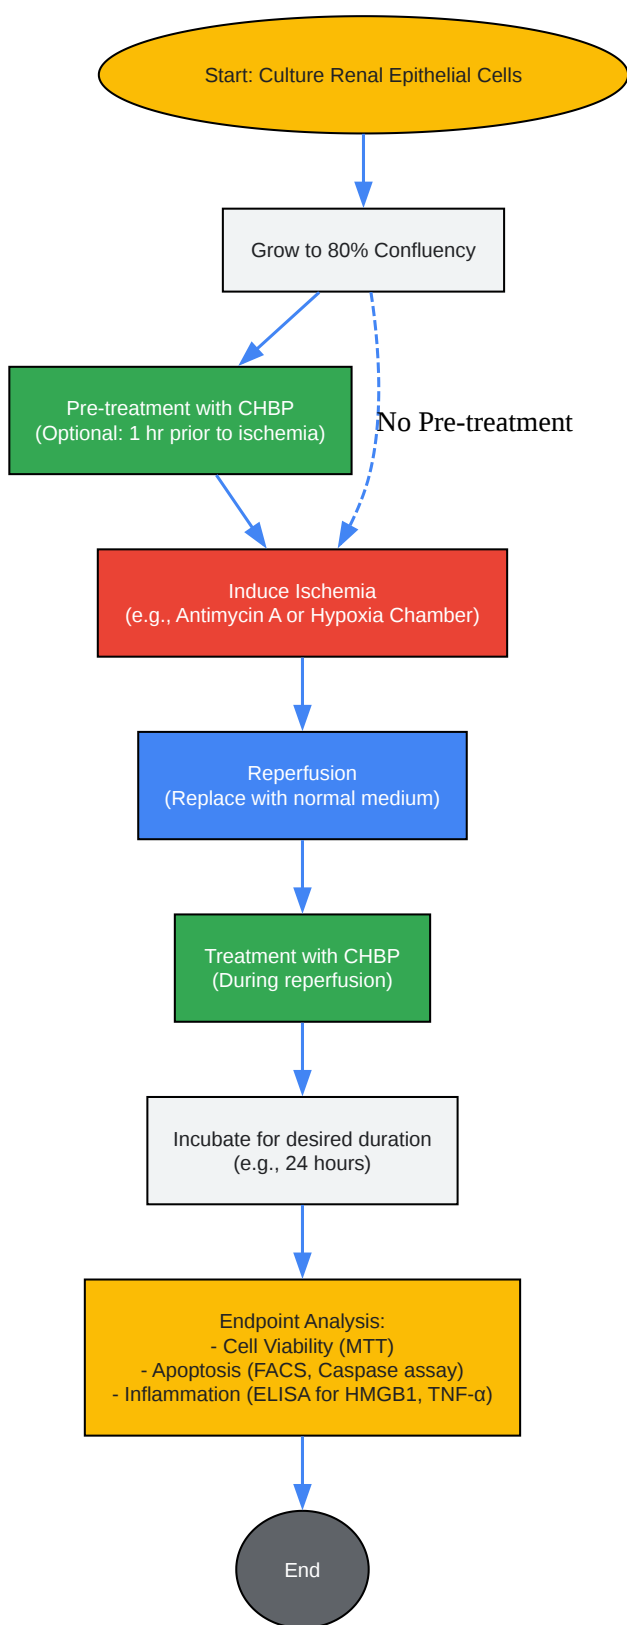 Start: Culture Renal Epithelial Cells
Grow to 80% Confluency
Pre-treatment with CHBP
(Optional: 1 hr prior to ischemia)
No Pre-treatment
Induce Ischemia
(e.g., Antimycin A or Hypoxia Chamber)
Reperfusion
(Replace with normal medium)
Treatment with CHBP
(During reperfusion)
Incubate for desired duration
(e.g., 24 hours)
Endpoint Analysis:
- Cell Viability (MTT)
- Apoptosis (FACS, Caspase assay)
- Inflammation (ELISA for HMGB1, TNF-α)
End